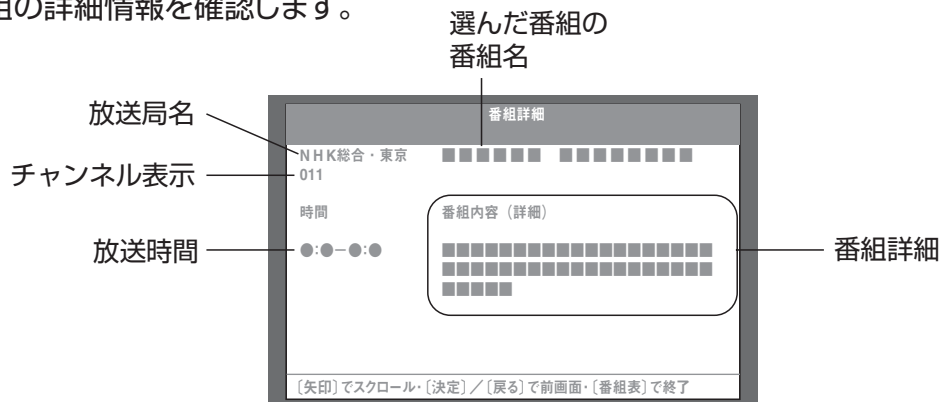 組の詳細情報を確認します。
選んだ番組の
番組名
放送局名
チャンネル表示
放送時間
番組詳細
番組詳細
NHK総合・東京 ■■■■■■ ■■■■■■■■
011
時間
番組内容（詳細）
●:●−●:●
■■■■■■■■■■■■■■■■■■■
■■■■■■■■■■■■■■■■■■■
■■■■■
［矢印］でスクロール・［決定］／［戻る］で前画面・［番組表］で終了